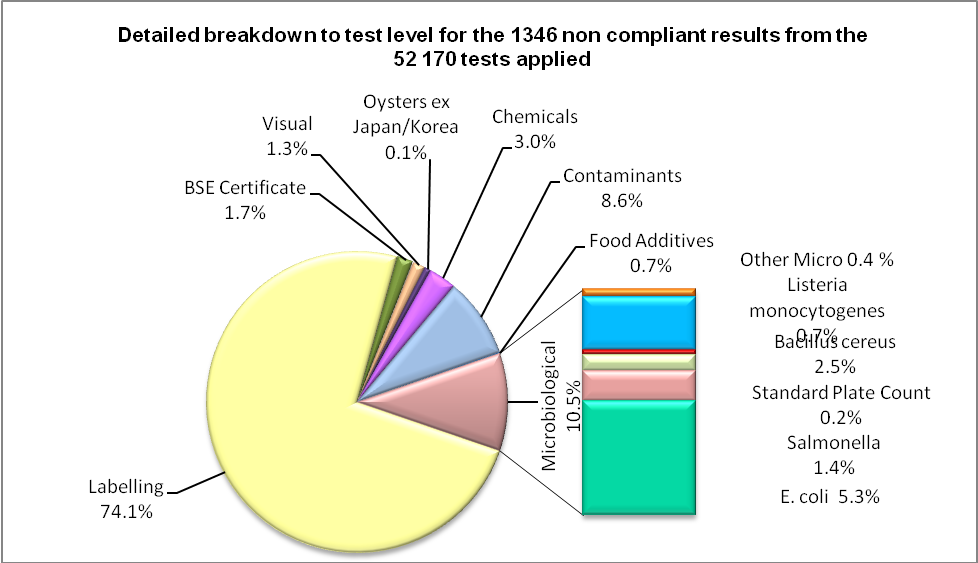 Detailed breakdown to test level for the 1346 non compliant results from the
52 170 tests applied
Oysters ex
Japan/Korea
0.1%
Visual
1.3%
Chemicals
3.0%
BSE Certificate
1.7%
Contaminants
8.6%
Food Additives
0.7%
Other Micro 0.4 %
Listeria
monocytogenes
0.7%
Bacillus cereus
2.5%
Standard Plate Count
0.2%
Salmonella
1.4%
E. coli 5.3%
Microbiological
10.5%
Labelling
74.1%